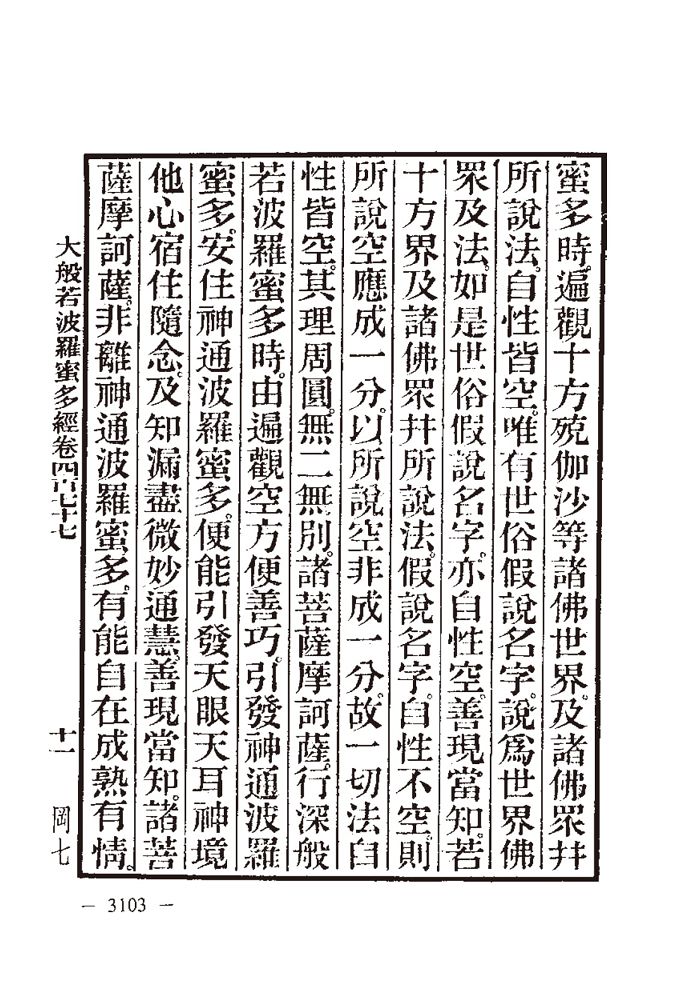 蜜多時。遍觀十方殑伽沙等諸佛世界。及諸佛眾并
所說法。自性皆空。唯有世俗假說名字。說為世界佛
眾及法。如是世俗假說名字。亦自性空。善現當知。若
十方界及諸佛眾并所說法。假說名字。自性不空。則
所說空應成一分。以所說空非成一分。故一切法自
性皆空。其理周圓。無二無別。諸菩薩摩訶薩。行深般
若波羅蜜多時。由遍觀空方便善巧。引發神通波羅
蜜多。安住神通波羅蜜多。便能引發天眼天耳神境
他心宿住隨念。及知漏盡微妙通慧。善現當知。諸菩
薩摩訶薩。非離神通波羅蜜多。有能自在成熟有情。
大般若波羅蜜多經卷四百七十七
十一
岡七
— 3103 —